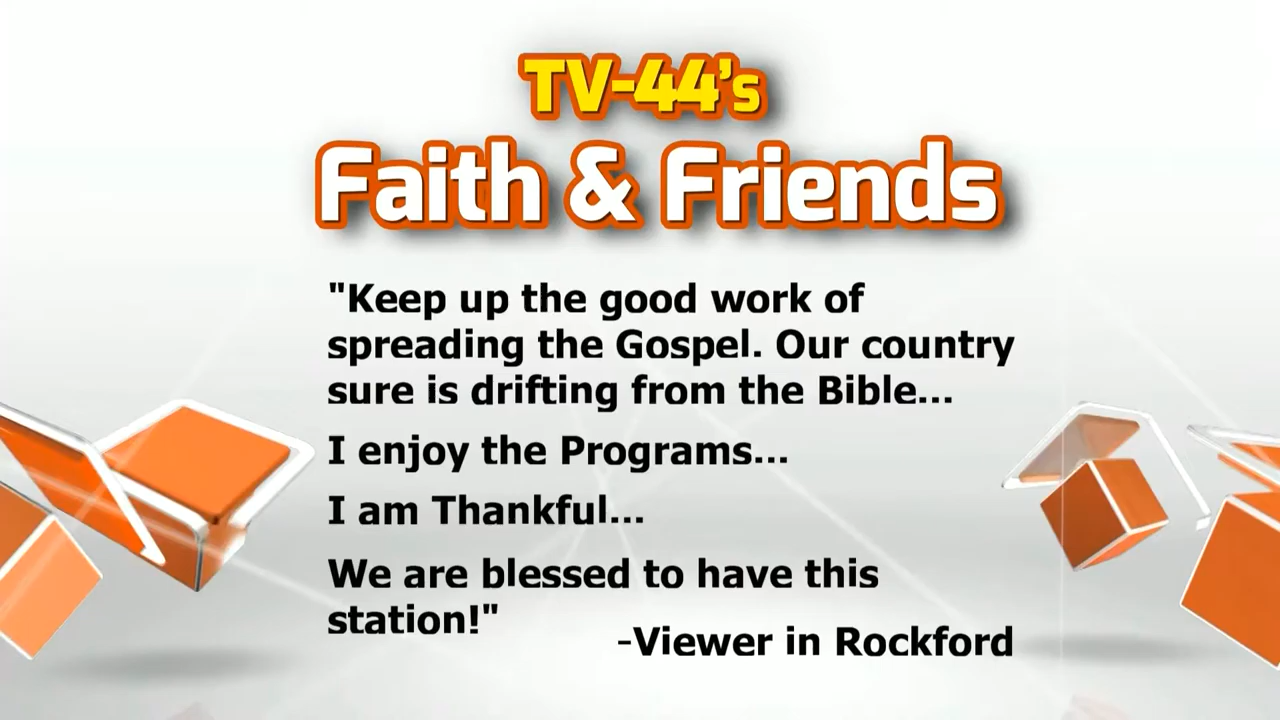 TV-44's
Faith & Friends
"Keep up the good work of
spreading the Gospel. Our country
sure is drifting from the Bible...
I enjoy the Programs...
I am Thankful...
We are blessed to have this
station!"
-Viewer in Rockford